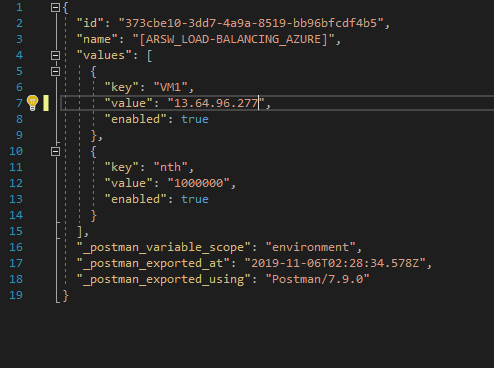 1 {
2 "id": "373cbe10-3dd7-4a9a-8519-bb96bfcdf4b5",
3 "name": "[ARSW_LOAD-BALANCING_AZURE]",
4 "values": [
5 {
6 "key": "VM1",
7 "value": "13.64.96.277",
8 "enabled": true
9 },
10 {
11 "key": "nth",
12 "value": "1000000",
13 "enabled": true
14 }
15 ],
16 "_postman_variable_scope": "environment",
17 "_postman_exported_at": "2019-11-06T02:28:34.578Z",
18 "_postman_exported_using": "Postman/7.9.0"
19 }